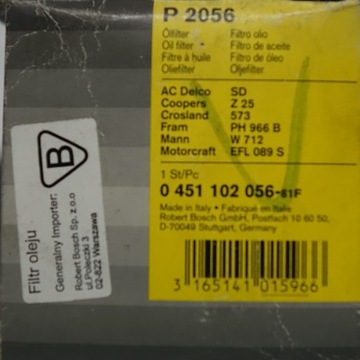 P 2056
Ölfilter Filtro olio
Oil filter Filtro de aceite
Filtre à huile Filtro de óleo
Oliefilter Oljefilter
AC Delco SD
Coopers Z 25
Crosland 573
Fram PH 966 B
Mann W 712
Motorcraft EFL 089 S
1 St/Pc
0 451 102 056-81F
Made in Italy • Fabriqué en Italie
Robert Bosch GmbH, Postfach 10 60 50,
D-70049 Stuttgart, Germany
3 165141 015966
B
Filtr oleju
Generalny Importer:
Robert Bosch Sp. z o.o
ul.Poleczki 3
02-822 Warszawa